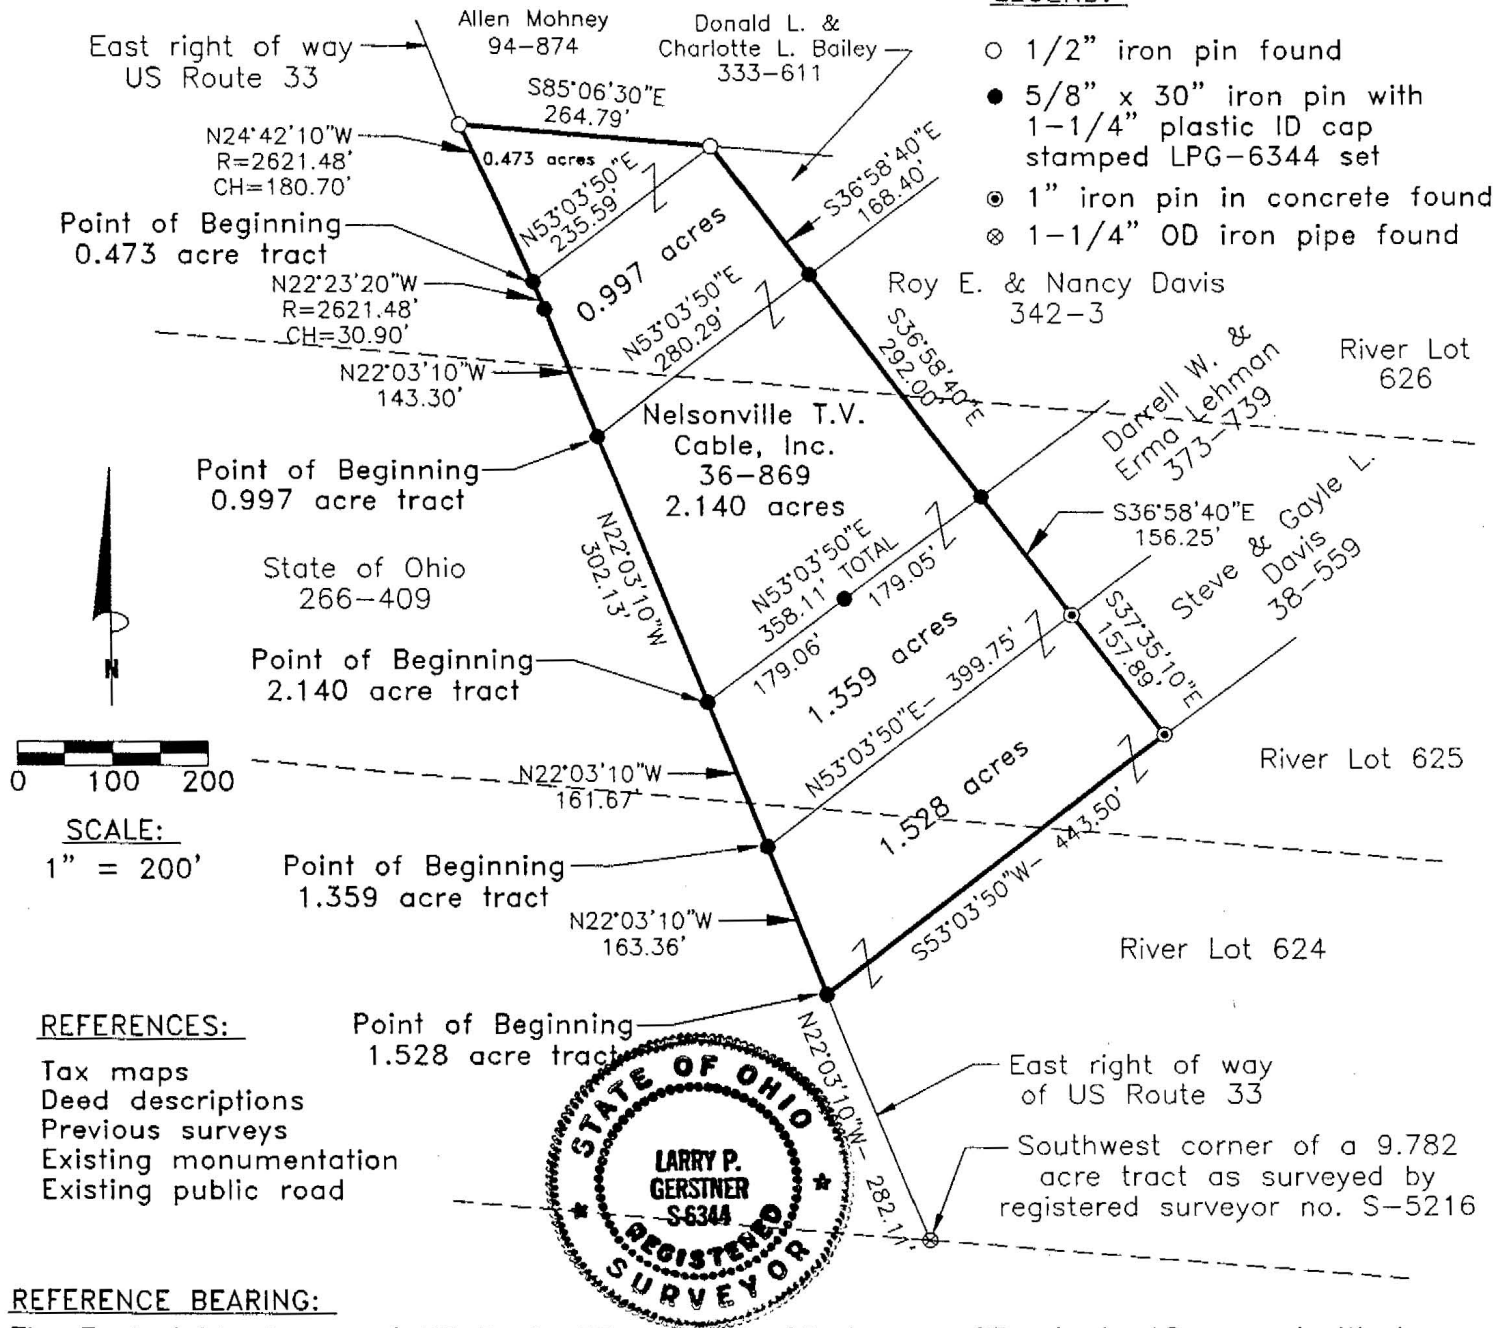 Allen Mohney
94-874
Donald L. &
Charlotte L. Bailey
333-611
East right of way
US Route 33
S85°06'30"E
264.79'
○ 1/2" iron pin found
● 5/8" x 30" iron pin with
1-1/4" plastic ID cap
stamped LPG-6344 set
1" iron pin in concrete found
1-1/4" OD iron pipe found
N24°42'10"W
R=2621.48'
CH=180.70'
0.473 acres
N53°03'50"E
235.59'
S36°58'40"E
168.40'
Point of Beginning
0.473 acre tract
0.997 acres
N22°23'20"W
R=2621.48'
CH=30.90'
N53°03'50"E
280.29'
Roy E. & Nancy Davis
342-3
S36°58'40"E
292.00'
River Lot
626
N22°03'10"W
143.30'
Darrell W. &
Erma Lehman
373-739
Nelsonville T.V.
Cable, Inc.
36-869
2.140 acres
Point of Beginning
0.997 acre tract
S36°58'40"E
156.25'
Steve & Gayle L.
Davis
38-559
N22°03'10"W
302.13'
State of Ohio
266-409
N53°03'50"E
358.11' TOTAL
179.05'
179.06'
S37°35'10"E
157.89'
N
Point of Beginning
2.140 acre tract
1.359 acres
N53°03'50"E- 399.75'
0 100 200
SCALE:
1" = 200'
N22°03'10"W
161.67'
1.528 acres
River Lot 625
Point of Beginning
1.359 acre tract
S53°03'50"W- 443.50'
N22°03'10"W
163.36'
River Lot 624
REFERENCES:
Tax maps
Deed descriptions
Previous surveys
Existing monumentation
Existing public road
Point of Beginning
1.528 acre tract
N22°03'10"W- 282.11'
East right of way
of US Route 33
Southwest corner of a 9.782
acre tract as surveyed by
registered surveyor no. S-5216
STATE OF OHIO
LARRY P.
GERSTNER
S-6344
REGISTERED
SURVEYOR
REFERENCE BEARING: